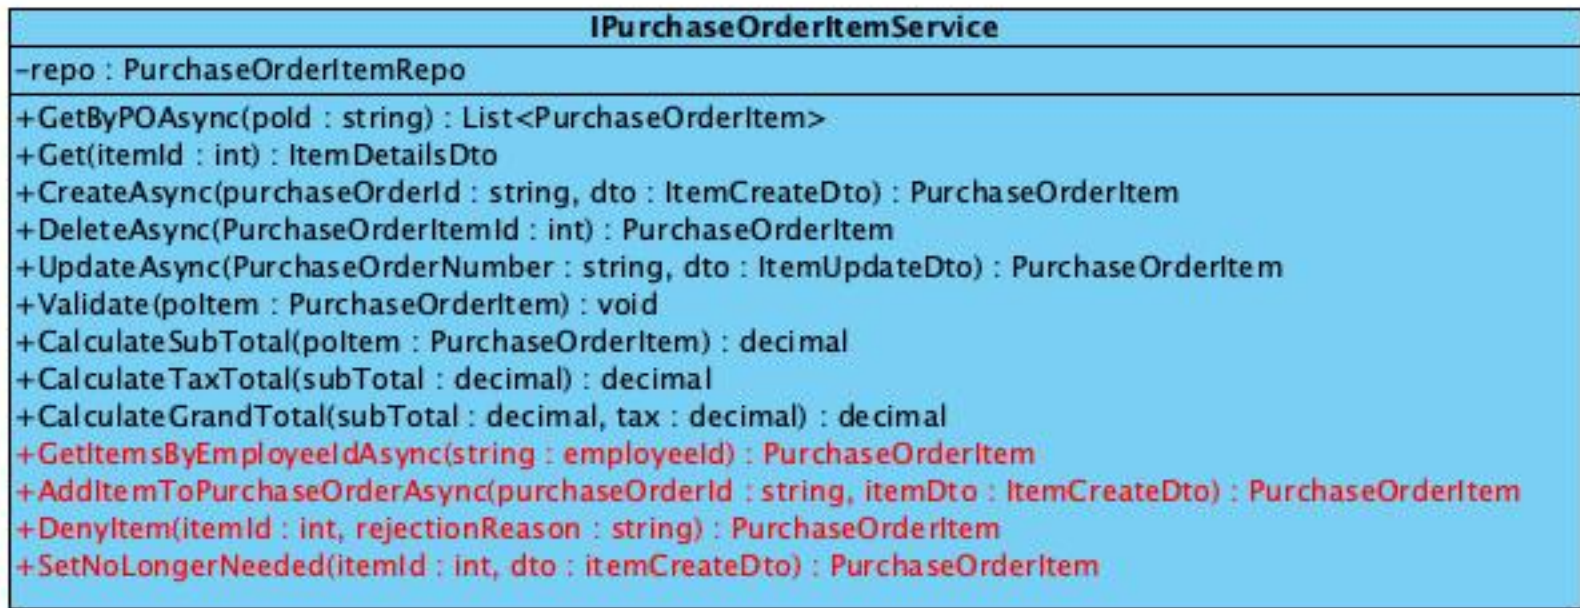 IPurchaseOrderItemService
-repo : PurchaseOrderItemRepo
+GetByPOAsync(poId : string) : List<PurchaseOrderItem>
+Get(itemId : int) : ItemDetailsDto
+CreateAsync(purchaseOrderId : string, dto : ItemCreateDto) : PurchaseOrderItem
+DeleteAsync(PurchaseOrderItemId : int) : PurchaseOrderItem
+UpdateAsync(PurchaseOrderNumber : string, dto : ItemUpdateDto) : PurchaseOrderItem
+Validate(poItem : PurchaseOrderItem) : void
+CalculateSubTotal(poItem : PurchaseOrderItem) : decimal
+CalculateTaxTotal(subTotal : decimal) : decimal
+CalculateGrandTotal(subTotal : decimal, tax : decimal) : decimal
+GetItemsByEmployeeIdAsync(string : employeeId) : PurchaseOrderItem
+AddItemToPurchaseOrderAsync(purchaseOrderId : string, itemDto : ItemCreateDto) : PurchaseOrderItem
+DenyItem(itemId : int, rejectionReason : string) : PurchaseOrderItem
+SetNoLongerNeeded(itemId : int, dto : itemCreateDto) : PurchaseOrderItem